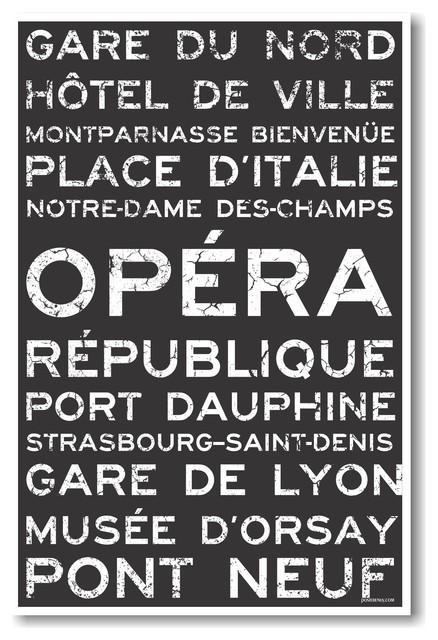 GARE DU NORD
HÔTEL DE VILLE
MONTPARNASSE BIENVENÜE
PLACE D'ITALIE
NOTRE-DAME DES-CHAMPS
OPÉRA
RÉPUBLIQUE
PORT DAUPHINE
STRASBOURG–SAINT-DENIS
GARE DE LYON
MUSÉE D'ORSAY
PONT NEUF